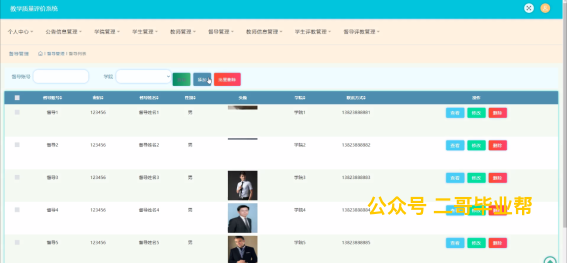 教学质量评价系统
个人中心 公告信息管理 学院管理 学生管理 教师管理 督导管理 教师信息管理 学生评教管理 督导评教管理
督导管理 督导管理 督导列表
督导账号 学院 添加 批量删除
督导账号 密码 督导姓名 性别 头像 学院 联系方式 操作
督导1 123456 督导姓名1 男 学院1 13823888881 查看 修改 删除
督导2 123456 督导姓名2 男 学院2 13823888882 查看 修改 删除
督导3 123456 督导姓名3 男 学院3 13823888883 查看 修改 删除
督导4 123456 督导姓名4 男 学院4 13823888884 查看 修改 删除
公众号 二哥毕业帮
督导5 123456 督导姓名5 男 学院5 13823888885 查看 修改 删除